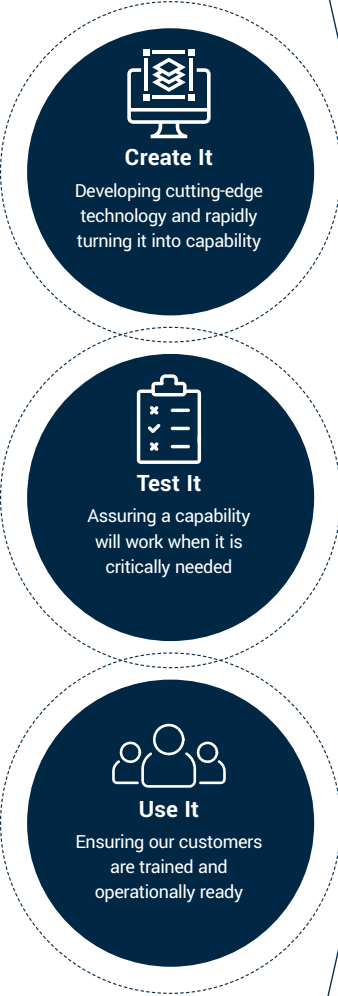 Create It
Developing cutting-edge
technology and rapidly
turning it into capability
Test It
Assuring a capability
will work when it is
critically needed
Use It
Ensuring our customers
are trained and
operationally ready